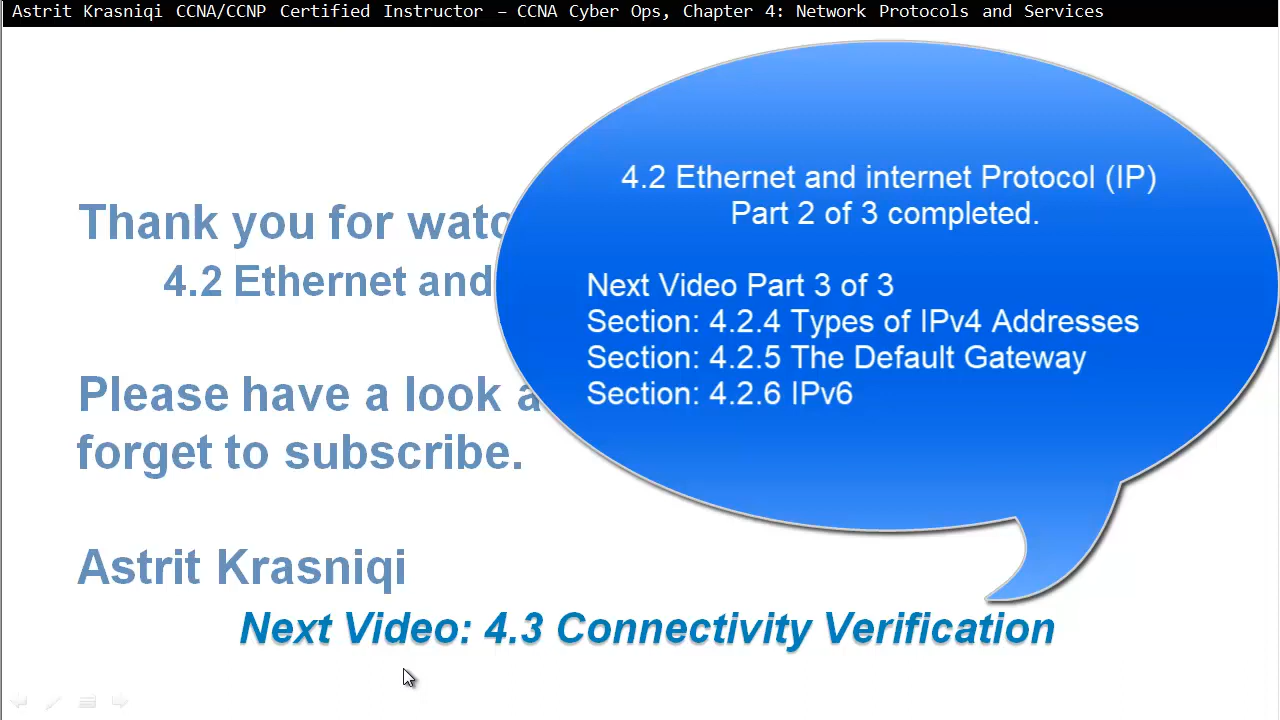 Astrit Krasniqi CCNA/CCNP Certified Instructor – CCNA Cyber Ops, Chapter 4: Network Protocols and Services
4.2 Ethernet and internet Protocol (IP)
Part 2 of 3 completed.
Next Video Part 3 of 3
Section: 4.2.4 Types of IPv4 Addresses
Section: 4.2.5 The Default Gateway
Section: 4.2.6 IPv6
Thank you for
4.2 Ethernet and
Please have a look
forget to subscribe.
Astrit Krasniqi
Next Video: 4.3 Connectivity Verification